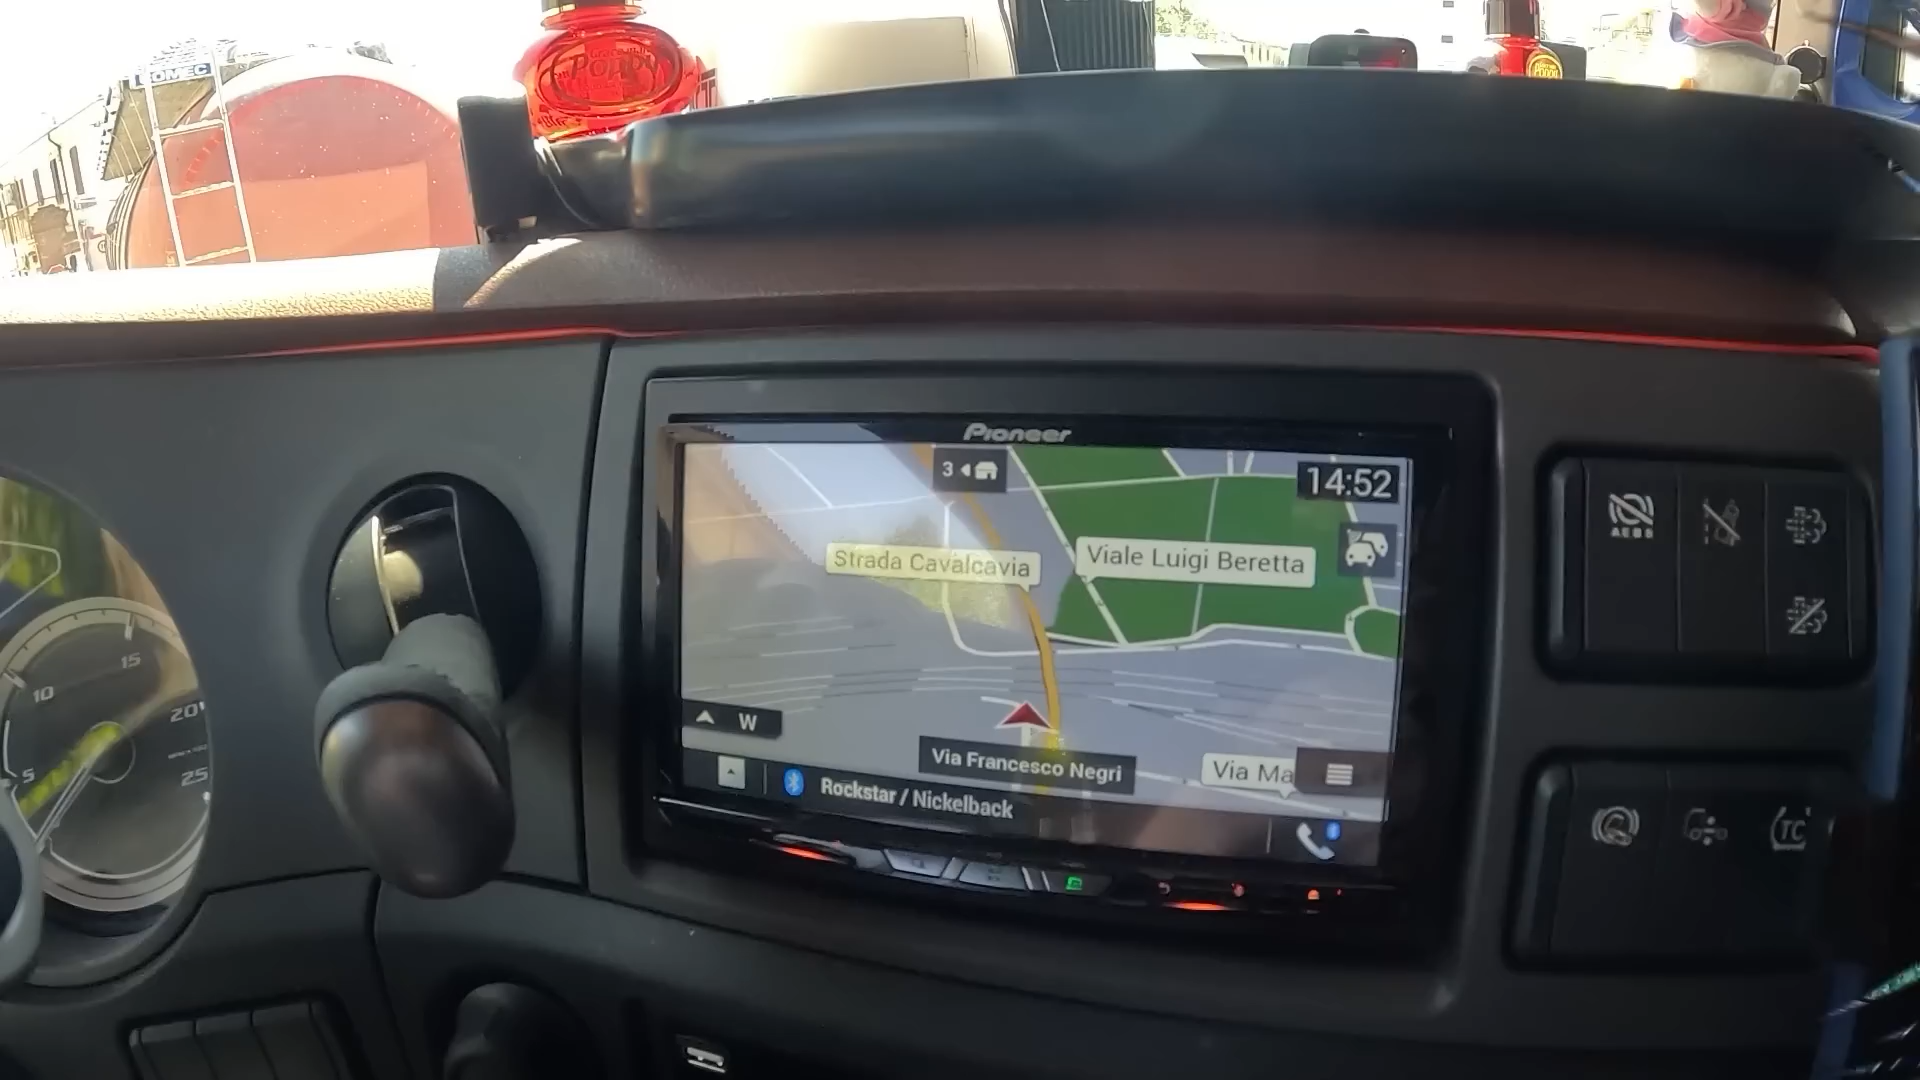 Poppy
Pioneer
3
14:52
Strada Cavalcavia
Viale Luigi Beretta
W
Via Francesco Negri
Via Ma
Rockstar / Nickelback
AEBS
TC
5
10
15
20
25